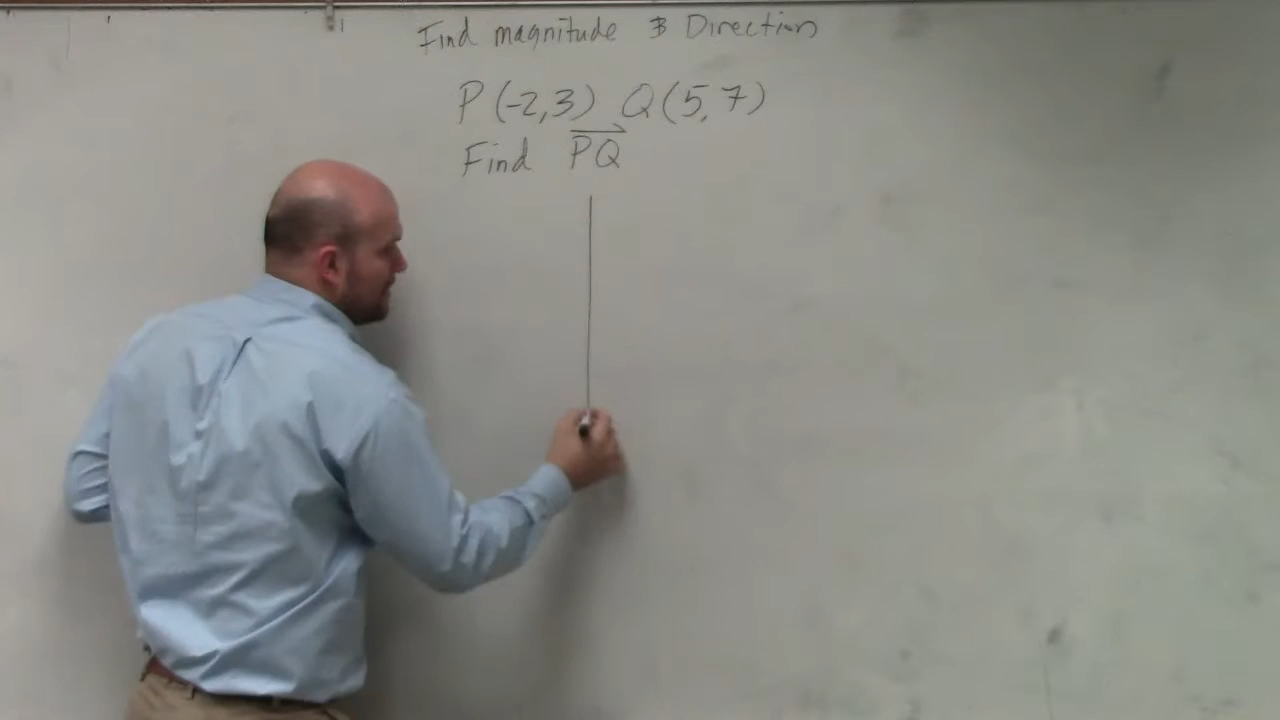 Find magnitude & Direction
P(-2,3) Q(5,7)
Find PQ